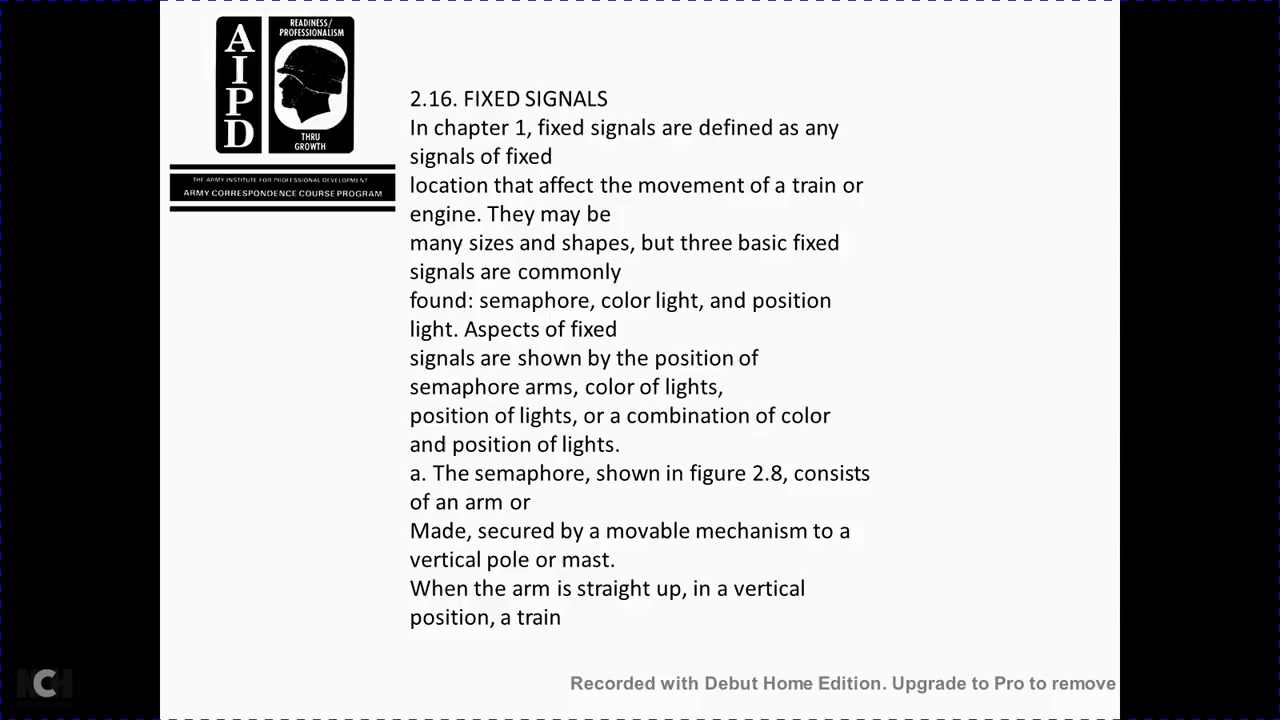 AIPD
READINESS/
PROFESSIONALISM
THRU
GROWTH
THE ARMY INSTITUTE FOR PROFESSIONAL DEVELOPMENT
ARMY CORRESPONDENCE COURSE PROGRAM
2.16. FIXED SIGNALS
In chapter 1, fixed signals are defined as any
signals of fixed
location that affect the movement of a train or
engine. They may be
many sizes and shapes, but three basic fixed
signals are commonly
found: semaphore, color light, and position
light. Aspects of fixed
signals are shown by the position of
semaphore arms, color of lights,
position of lights, or a combination of color
and position of lights.
a. The semaphore, shown in figure 2.8, consists
of an arm or
Made, secured by a movable mechanism to a
vertical pole or mast.
When the arm is straight up, in a vertical
position, a train
NCH
Recorded with Debut Home Edition. Upgrade to Pro to remove